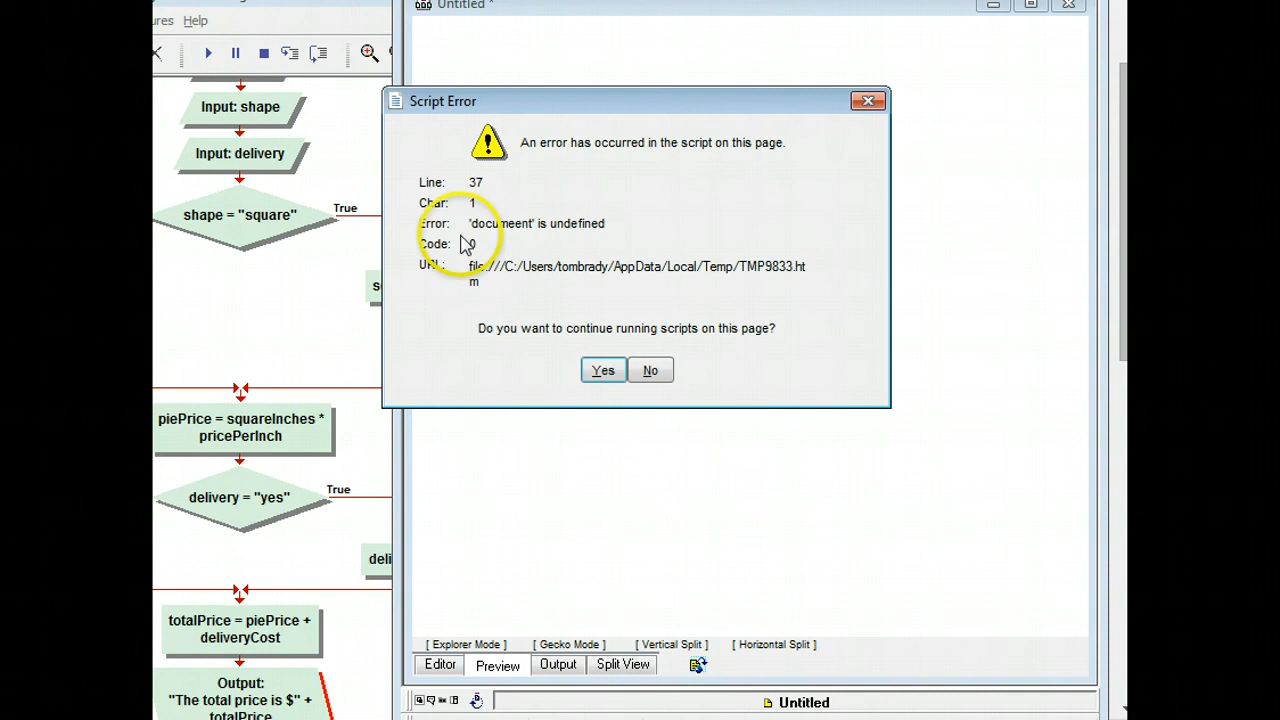 Untitled *
ures Help
Script Error
An error has occurred in the script on this page.
Line: 37
Char: 1
Error: 'documeent' is undefined
Code: 0
URL: file:///C:/Users/tombrady/AppData/Local/Temp/TMP9833.ht
m
Do you want to continue running scripts on this page?
Yes No
Input: shape
Input: delivery
shape = "square"
True
s
piePrice = squareInches *
pricePerInch
delivery = "yes"
True
deli
totalPrice = piePrice +
deliveryCost
Output:
"The total price is $" +
totalPrice
[ Explorer Mode ] [ Gecko Mode ] [ Vertical Split ] [ Horizontal Split ]
Editor Preview Output Split View
Untitled